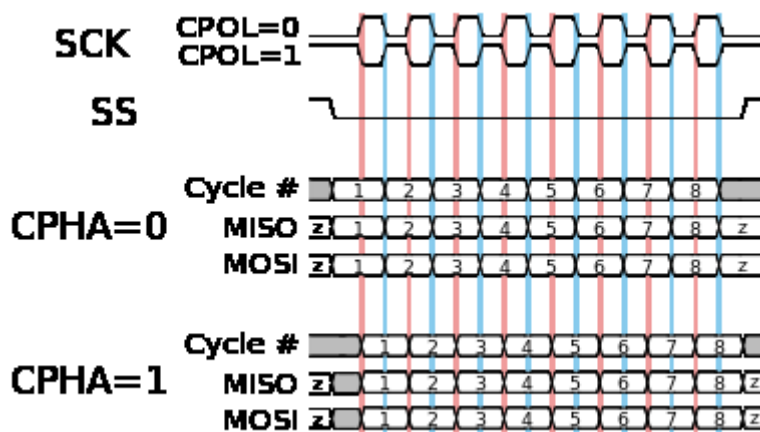 CPOL=0
SCK CPOL=1
SS
Cycle # 1 2 3 4 5 6 7 8
CPHA=0 MISO z 1 2 3 4 5 6 7 8 z
MOSI z 1 2 3 4 5 6 7 8 z
Cycle # 1 2 3 4 5 6 7 8
CPHA=1 MISO z 1 2 3 4 5 6 7 8 z
MOSI z 1 2 3 4 5 6 7 8 z